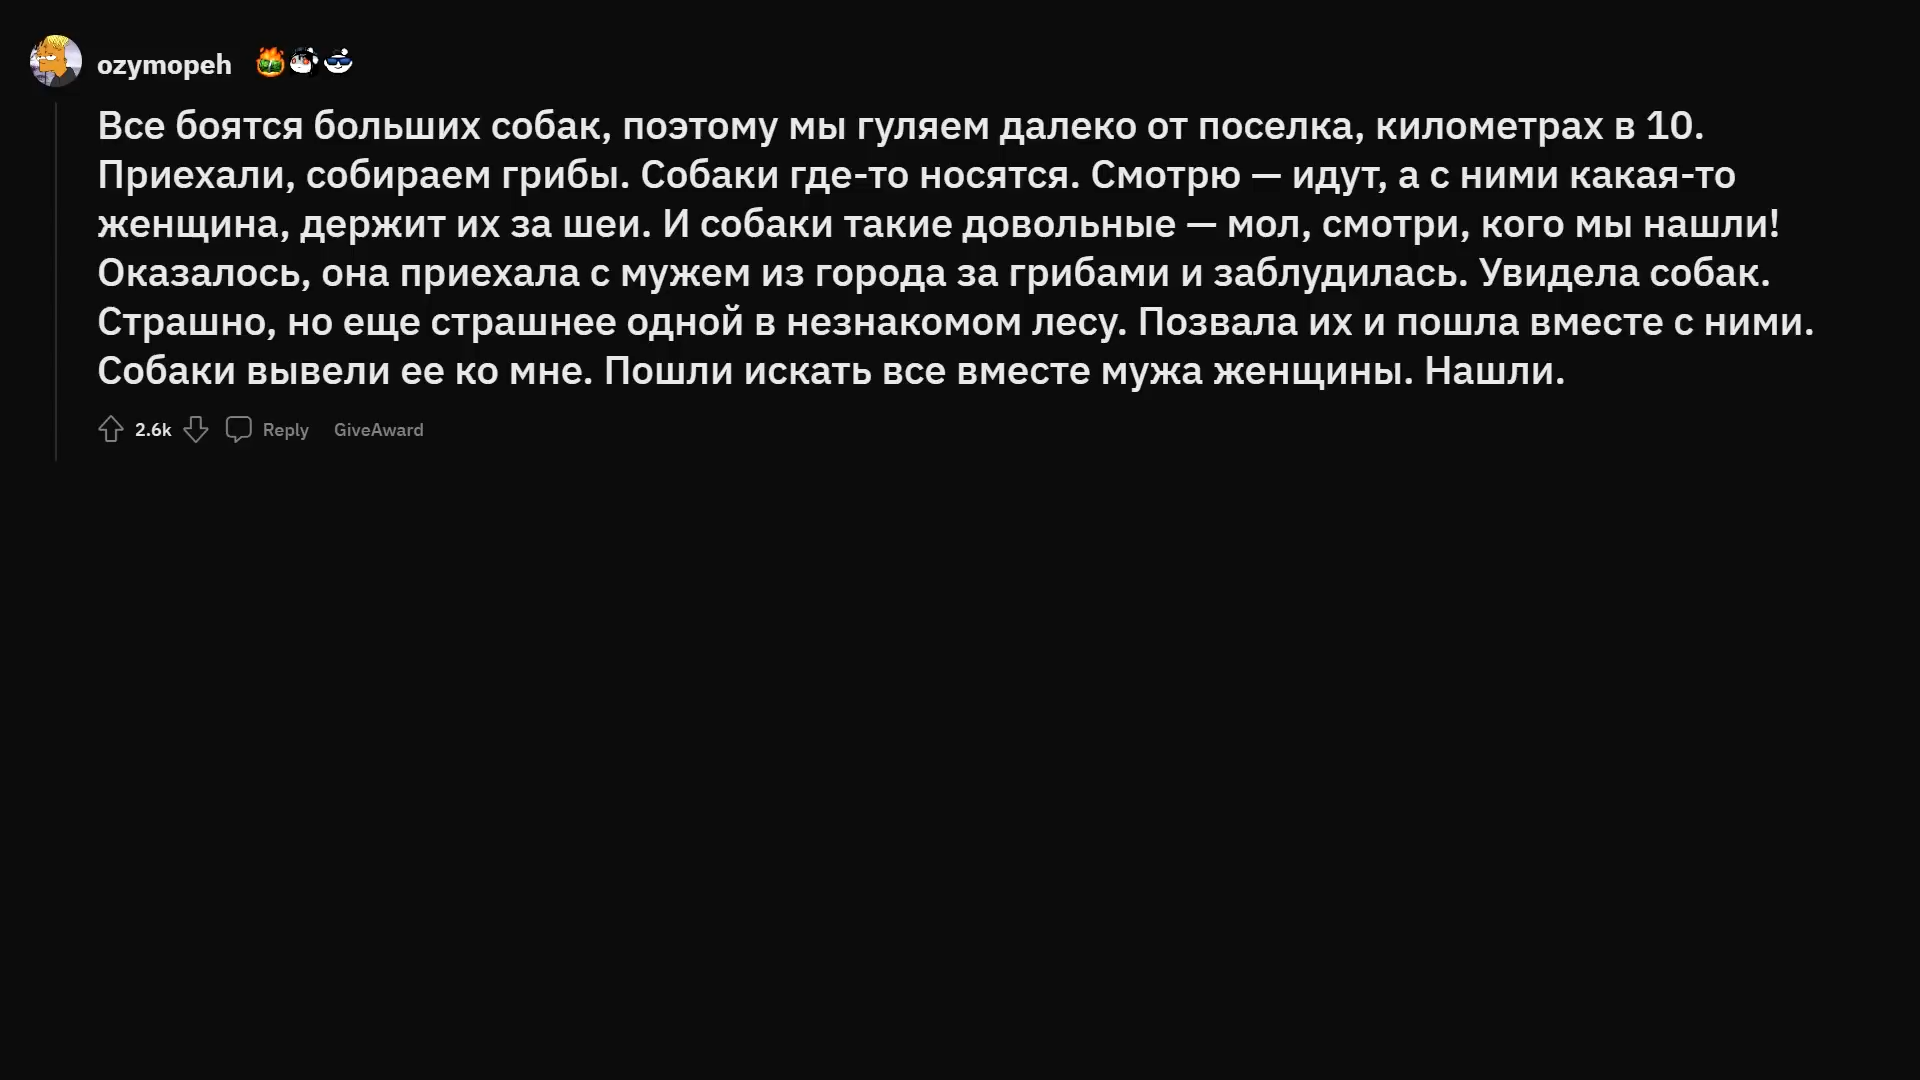 ozymopeh
Все боятся больших собак, поэтому мы гуляем далеко от поселка, километрах в 10.
Приехали, собираем грибы. Собаки где-то носятся. Смотрю — идут, а с ними какая-то
женщина, держит их за шеи. И собаки такие довольные — мол, смотри, кого мы нашли!
Оказалось, она приехала с мужем из города за грибами и заблудилась. Увидела собак.
Страшно, но еще страшнее одной в незнакомом лесу. Позвала их и пошла вместе с ними.
Собаки вывели ее ко мне. Пошли искать все вместе мужа женщины. Нашли.
2.6k Reply GiveAward